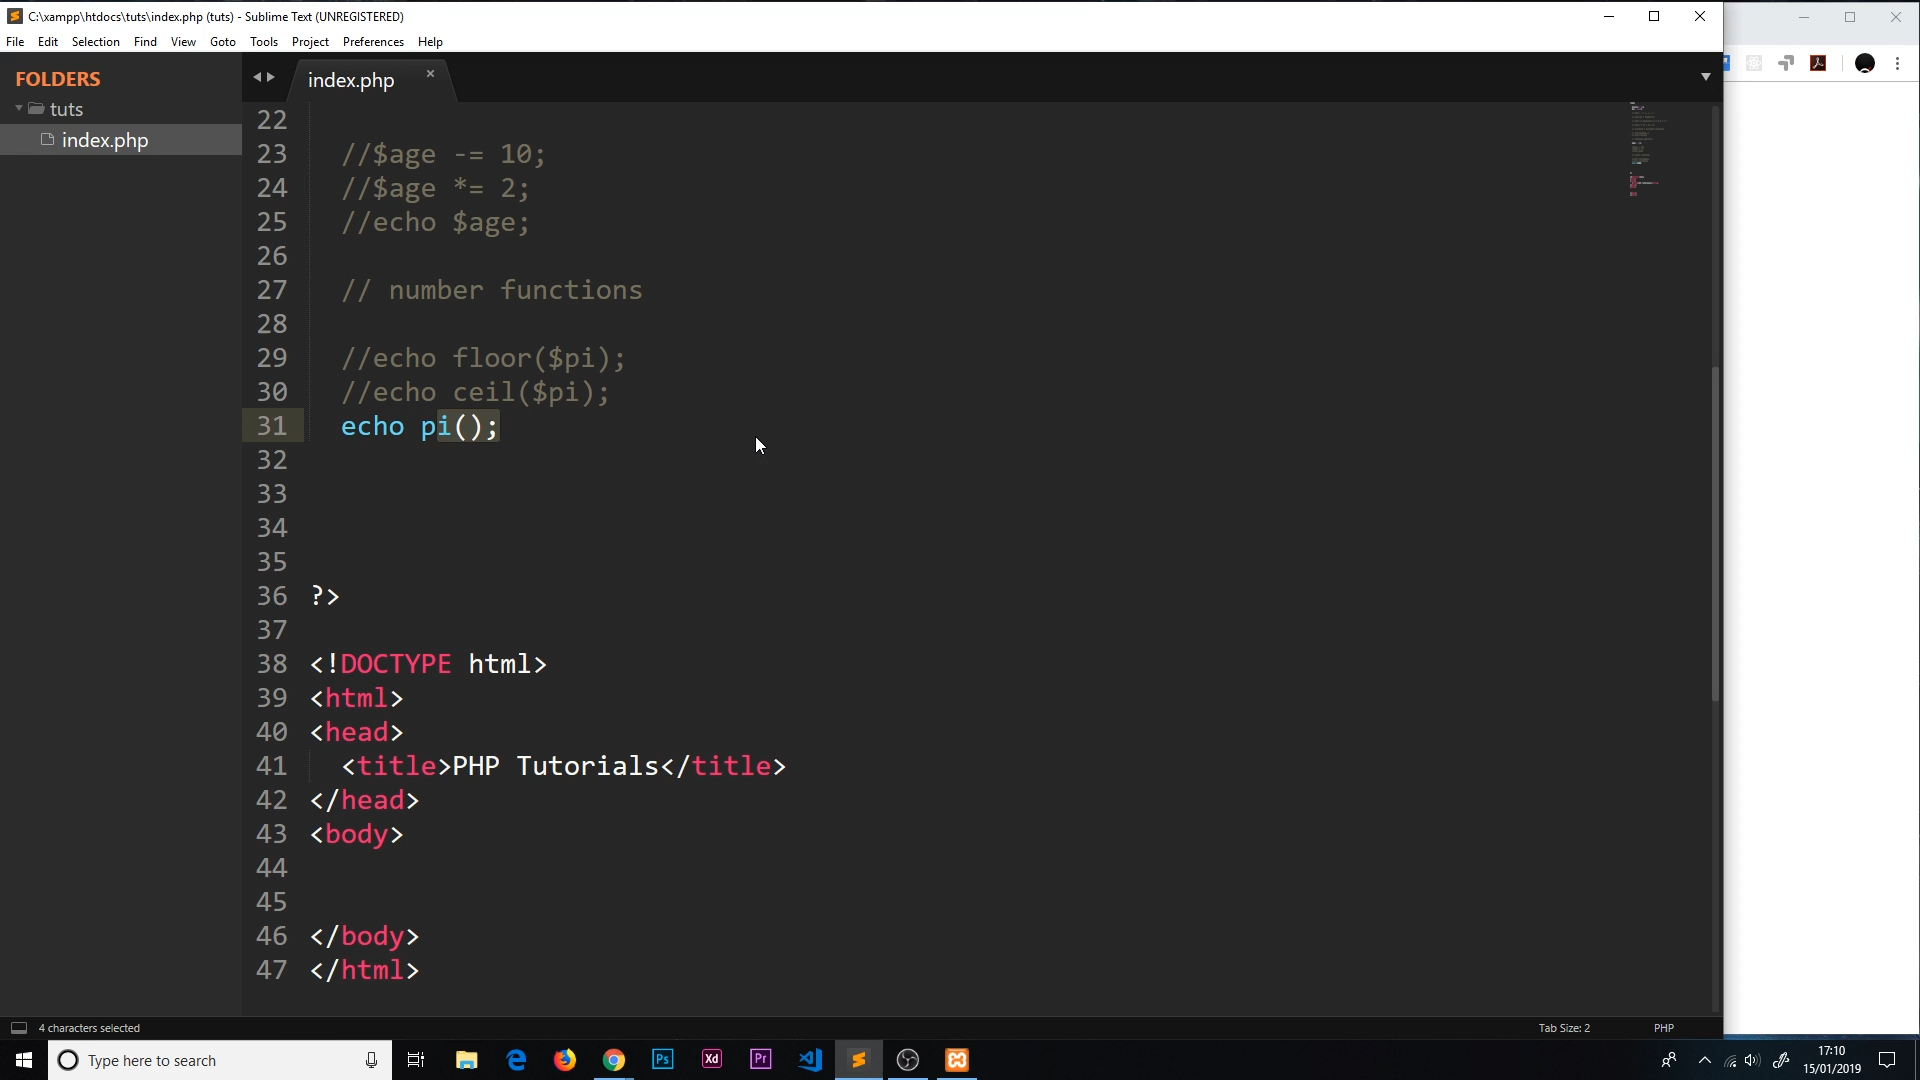 C:\xampp\htdocs\tuts\index.php (tuts) - Sublime Text (UNREGISTERED)
File Edit Selection Find View Goto Tools Project Preferences Help
FOLDERS
tuts
index.php
index.php
22
23 //$age -= 10;
24 //$age *= 2;
25 //echo $age;
26
27 // number functions
28
29 //echo floor($pi);
30 //echo ceil($pi);
31 echo pi();
32
33
34
35
36 ?>
37
38 <!DOCTYPE html>
39 <html>
40 <head>
41 <title>PHP Tutorials</title>
42 </head>
43 <body>
44
45
46 </body>
47 </html>
4 characters selected
Tab Size: 2
PHP
Type here to search
Ps
Xd
Pr
17:10
15/01/2019